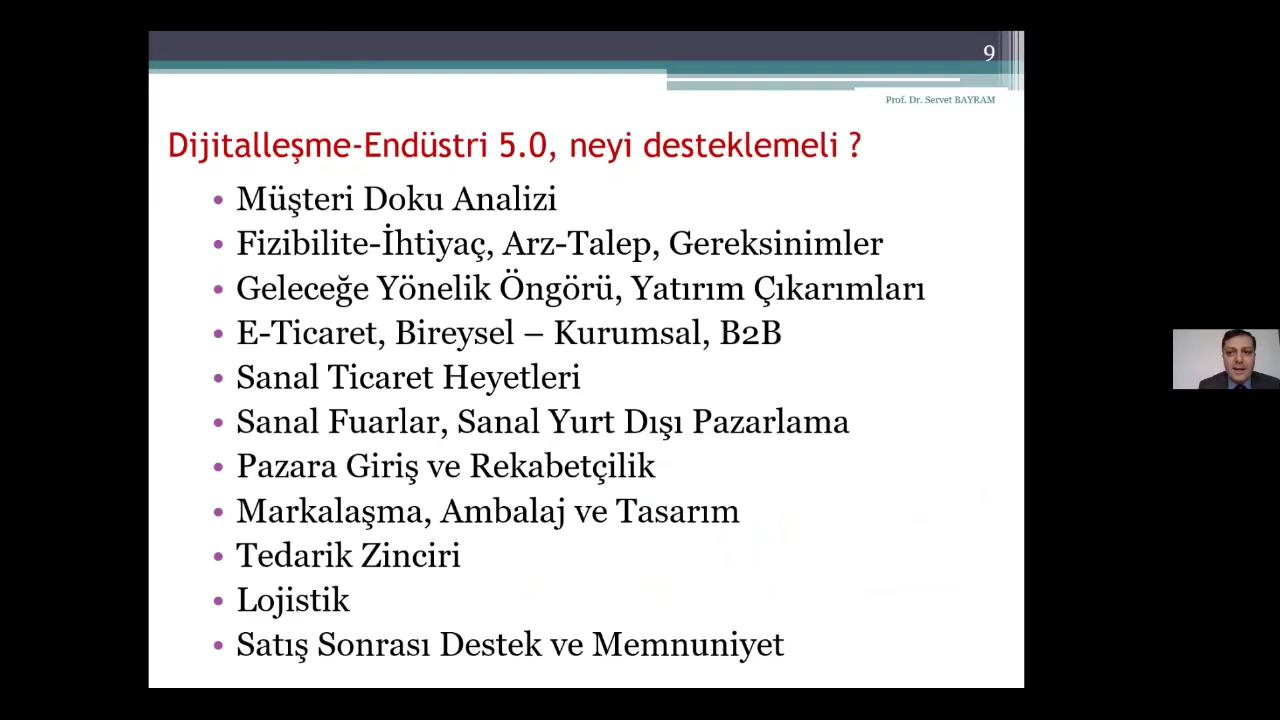 9
Prof. Dr. Servet BAYRAM
Dijitalleşme-Endüstri 5.0, neyi desteklemeli ?
• Müşteri Doku Analizi
• Fizibilite-İhtiyaç, Arz-Talep, Gereksinimler
• Geleceğe Yönelik Öngörü, Yatırım Çıkarımları
• E-Ticaret, Bireysel – Kurumsal, B2B
• Sanal Ticaret Heyetleri
• Sanal Fuarlar, Sanal Yurt Dışı Pazarlama
• Pazara Giriş ve Rekabetçilik
• Markalaşma, Ambalaj ve Tasarım
• Tedarik Zinciri
• Lojistik
• Satış Sonrası Destek ve Memnuniyet